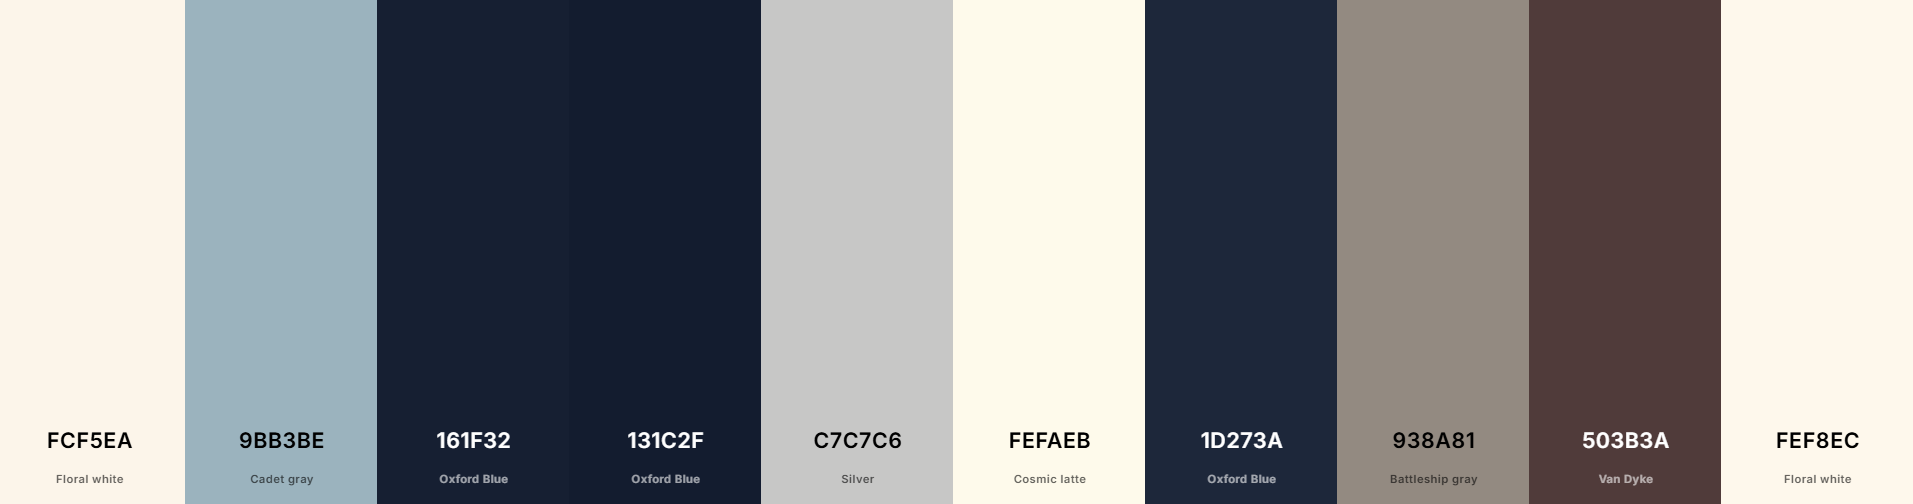 FCF5EA
Floral white
9BB3BE
Cadet gray
161F32
Oxford Blue
131C2F
Oxford Blue
C7C7C6
Silver
FEFAEB
Cosmic latte
1D273A
Oxford Blue
938A81
Battleship gray
503B3A
Van Dyke
FEF8EC
Floral white